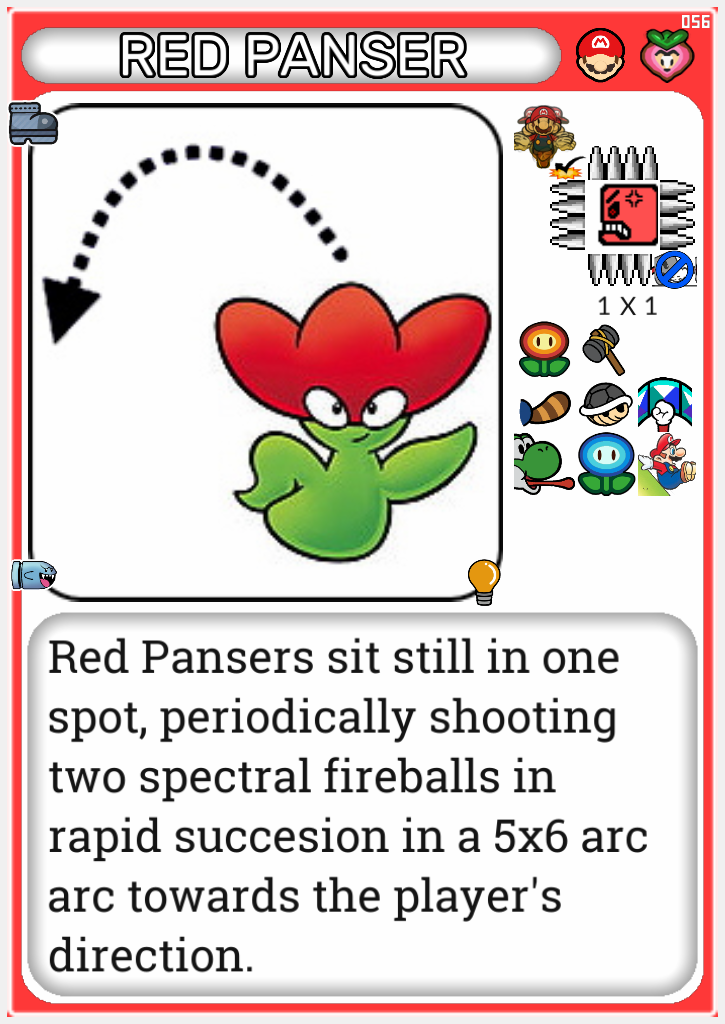 056
RED PANSER
1 X 1
Red Pansers sit still in one
spot, periodically shooting
two spectral fireballs in
rapid succesion in a 5x6 arc
arc towards the player's
direction.